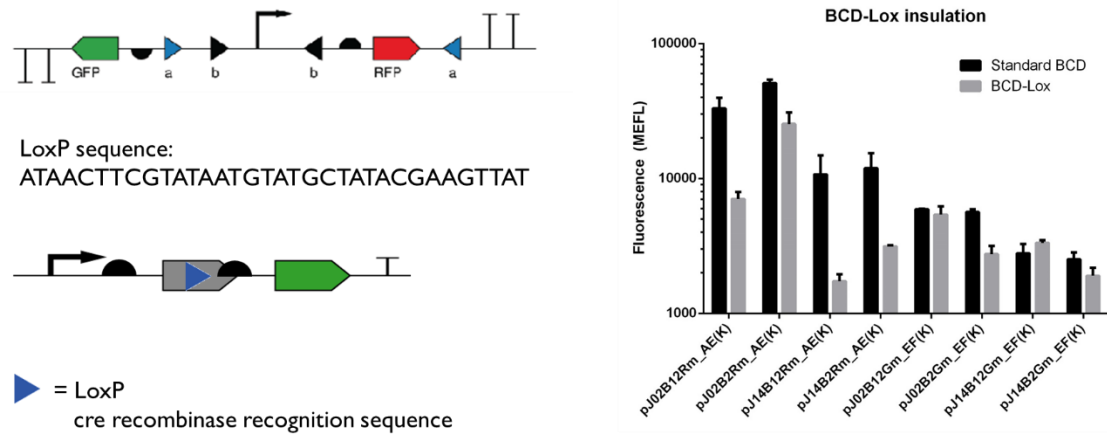 GFP a b b RFP a
LoxP sequence:
ATAACTTCGTATAATGTATGCTATACGAAGTTAT
= LoxP
cre recombinase recognition sequence
BCD-Lox insulation
Standard BCD
BCD-Lox
Fluorescence (MEFL)
100000
10000
1000
pJ02B12Rm_AE(K)
pJ02B2Rm_AE(K)
pJ14B12Rm_AE(K)
pJ14B2Rm_AE(K)
pJ02B12Gm_EF(K)
pJ02B2Gm_EF(K)
pJ14B12Gm_EF(K)
pJ14B2Gm_EF(K)